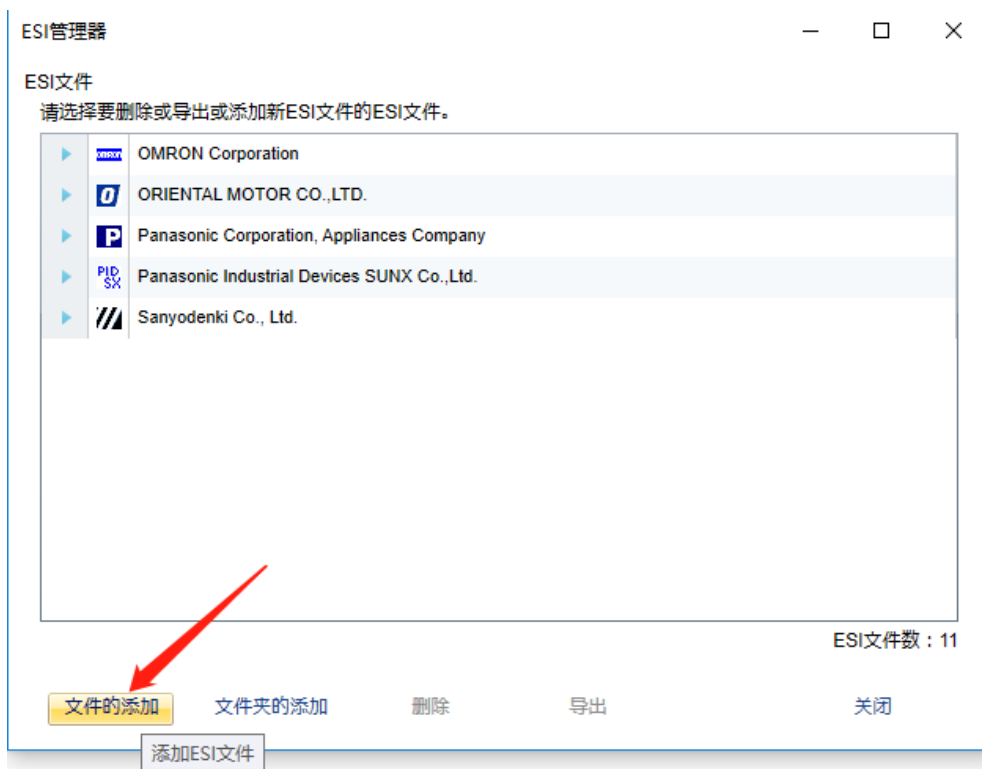 ESI管理器
ESI文件
请选择要删除或导出或添加新ESI文件的ESI文件。
OMRON OMRON Corporation
ORIENTAL MOTOR CO.,LTD.
P Panasonic Corporation, Appliances Company
PID SX Panasonic Industrial Devices SUNX Co.,Ltd.
Sanyodenki Co., Ltd.
ESI文件数：11
文件的添加 文件夹的添加 删除 导出 关闭
添加ESI文件